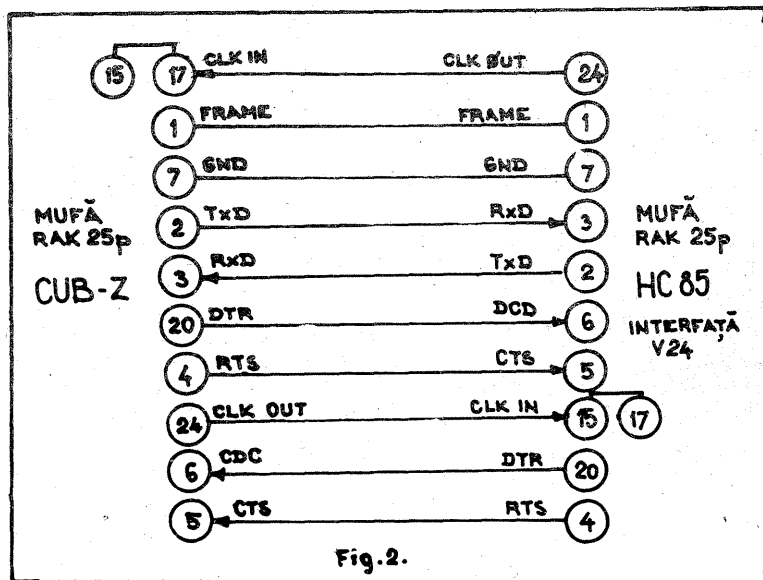 15 17 CLK IN CLK OUT 24
1 FRAME FRAME 1
7 GND GND 7
2 TxD RxD 3
MUFĂ
RAK 25p
CUB-Z
MUFĂ
RAK 25p
HC 85
INTERFAȚĂ
V24
3 RxD TxD 2
20 DTR DCD 6
4 RTS CTS 5
24 CLK OUT CLK IN 15 17
6 CDC DTR 20
5 CTS RTS 4
Fig.2.